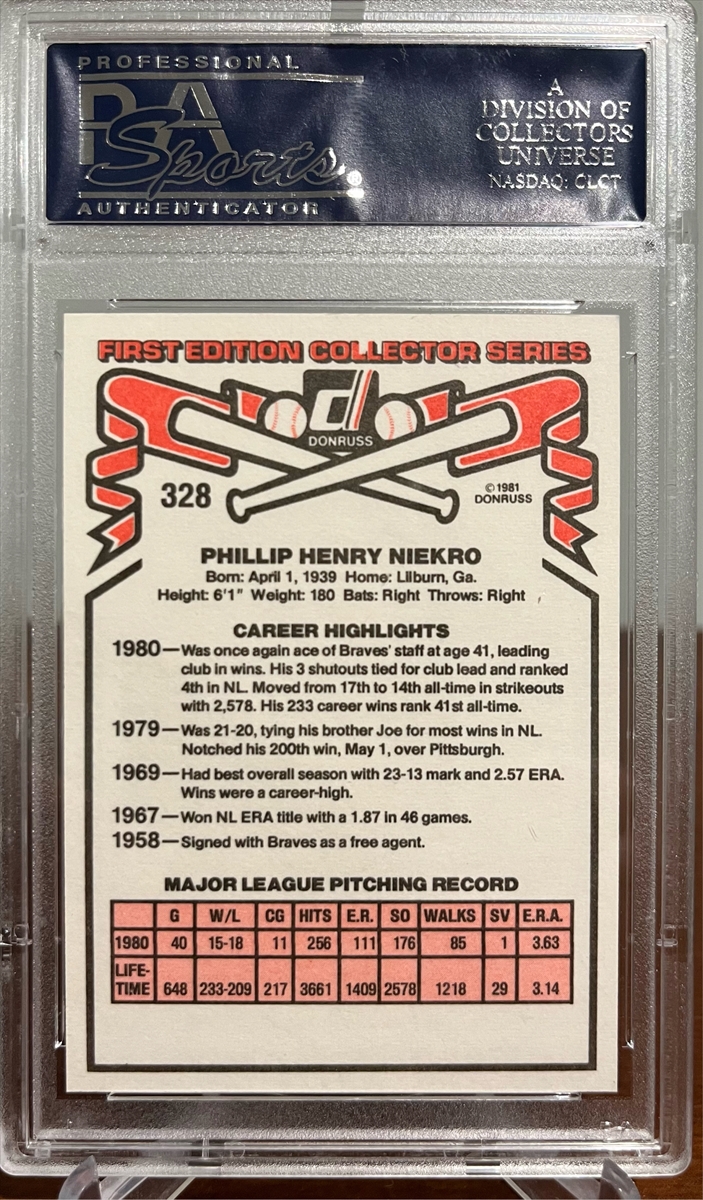 PROFESSIONAL
PSA
Sports
AUTHENTICATOR
A
DIVISION OF
COLLECTORS
UNIVERSE
NASDAQ: CLCT
FIRST EDITION COLLECTOR SERIES
d
DONRUSS
328
© 1981
DONRUSS
PHILLIP HENRY NIEKRO
Born: April 1, 1939 Home: Lilburn, Ga.
Height: 6'1" Weight: 180 Bats: Right Throws: Right
CAREER HIGHLIGHTS
1980—Was once again ace of Braves' staff at age 41, leading
club in wins. His 3 shutouts tied for club lead and ranked
4th in NL. Moved from 17th to 14th all-time in strikeouts
with 2,578. His 233 career wins rank 41st all-time.
1979—Was 21-20, tying his brother Joe for most wins in NL.
Notched his 200th win, May 1, over Pittsburgh.
1969—Had best overall season with 23-13 mark and 2.57 ERA.
Wins were a career-high.
1967—Won NL ERA title with a 1.87 in 46 games.
1958—Signed with Braves as a free agent.
MAJOR LEAGUE PITCHING RECORD
G W/L CG HITS E.R. SO WALKS SV E.R.A.
1980 40 15-18 11 256 111 176 85 1 3.63
LIFE-
TIME 648 233-209 217 3661 1409 2578 1218 29 3.14